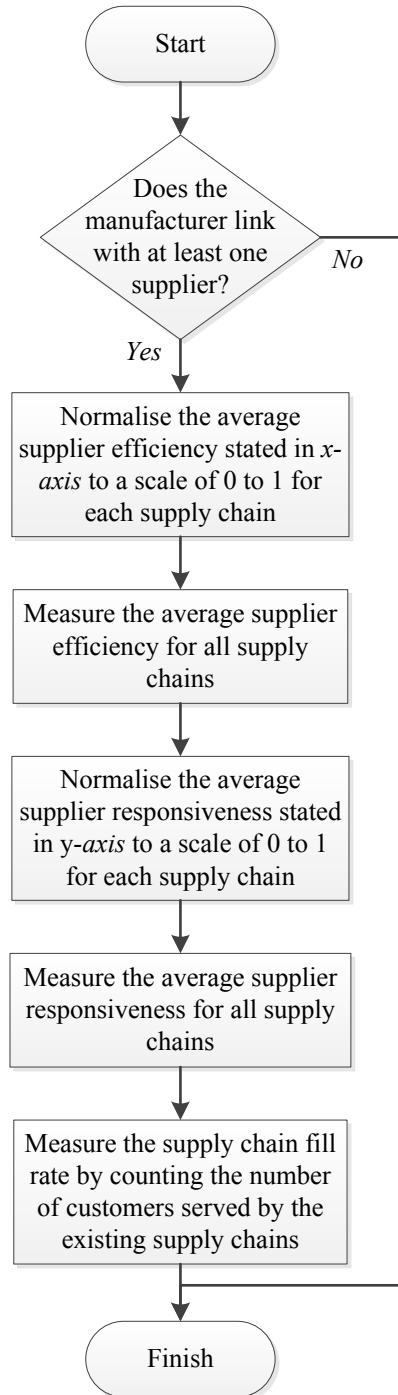 Start
Does the
manufacturer link
with at least one
supplier?
No
Yes
Normalise the average
supplier efficiency stated in x-
axis to a scale of 0 to 1 for
each supply chain
Measure the average supplier
efficiency for all supply
chains
Normalise the average
supplier responsiveness stated
in y-axis to a scale of 0 to 1
for each supply chain
Measure the average supplier
responsiveness for all supply
chains
Measure the supply chain fill
rate by counting the number
of customers served by the
existing supply chains
Finish